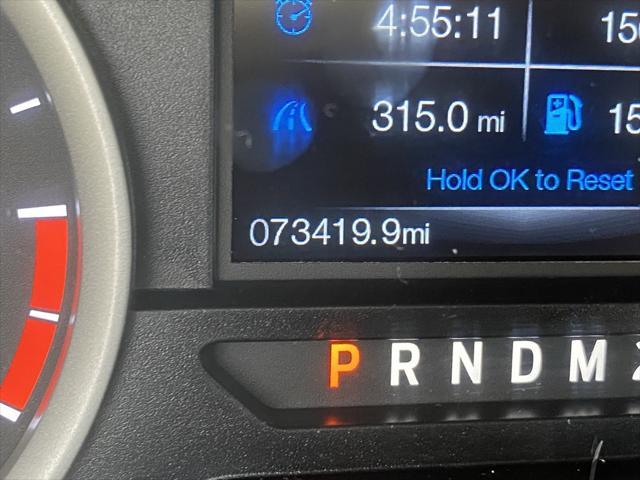 4:55:11
315.0 mi
Hold OK to Reset
073419.9mi
P R N D M